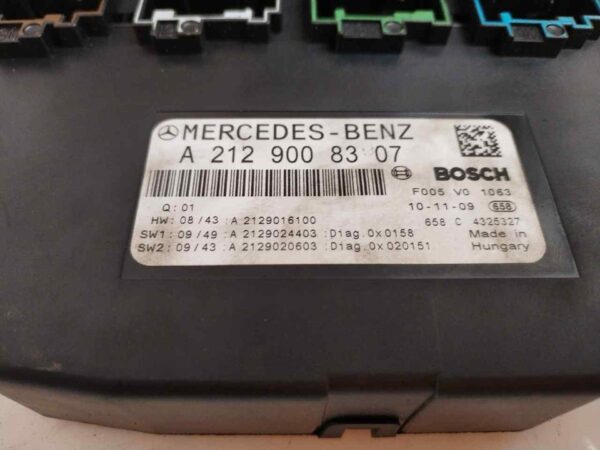 MERCEDES-BENZ
A 212 900 83 07
BOSCH
Q: 01
F005 V0 1063
10-11-09 658
HW: 08/43 :A 2129016100
658 C 4325327
SW1: 09/49 :A 2129024403 :Diag.0x0158
Made in
SW2: 09/43 :A 2129020603 :Diag.0x020151
Hungary